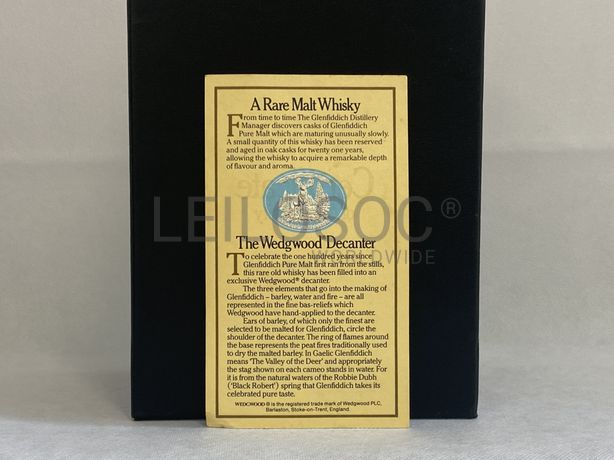 A Rare Malt Whisky
From time to time The Glenfiddich Distillery
Manager discovers casks of Glenfiddich
Pure Malt which are maturing unusually slowly.
A small quantity of this whisky has been reserved
and aged in oak casks for twenty one years,
allowing the whisky to acquire a remarkable depth
of flavour and aroma.
LEILOSOC®
WORLDWIDE
The Wedgwood® Decanter
To celebrate the one hundred years since
Glenfiddich Pure Malt first ran from the stills,
this rare old whisky has been filled into an
exclusive Wedgwood® decanter.
The three elements that go into the making of
Glenfiddich – barley, water and fire – are all
represented in the fine bas-reliefs which
Wedgwood have hand-applied to the decanter.
Ears of barley, of which only the finest are
selected to be malted for Glenfiddich, circle the
shoulder of the decanter. The ring of flames around
the base represents the peat fires traditionally used
to dry the malted barley. In Gaelic Glenfiddich
means 'The Valley of the Deer' and appropriately
the stag shown on each cameo stands in water. For
it is from the natural waters of the Robbie Dubh
('Black Robert') spring that Glenfiddich takes its
celebrated pure taste.
WEDGWOOD ® is the registered trade mark of Wedgwood PLC,
Barlaston, Stoke-on-Trent, England.